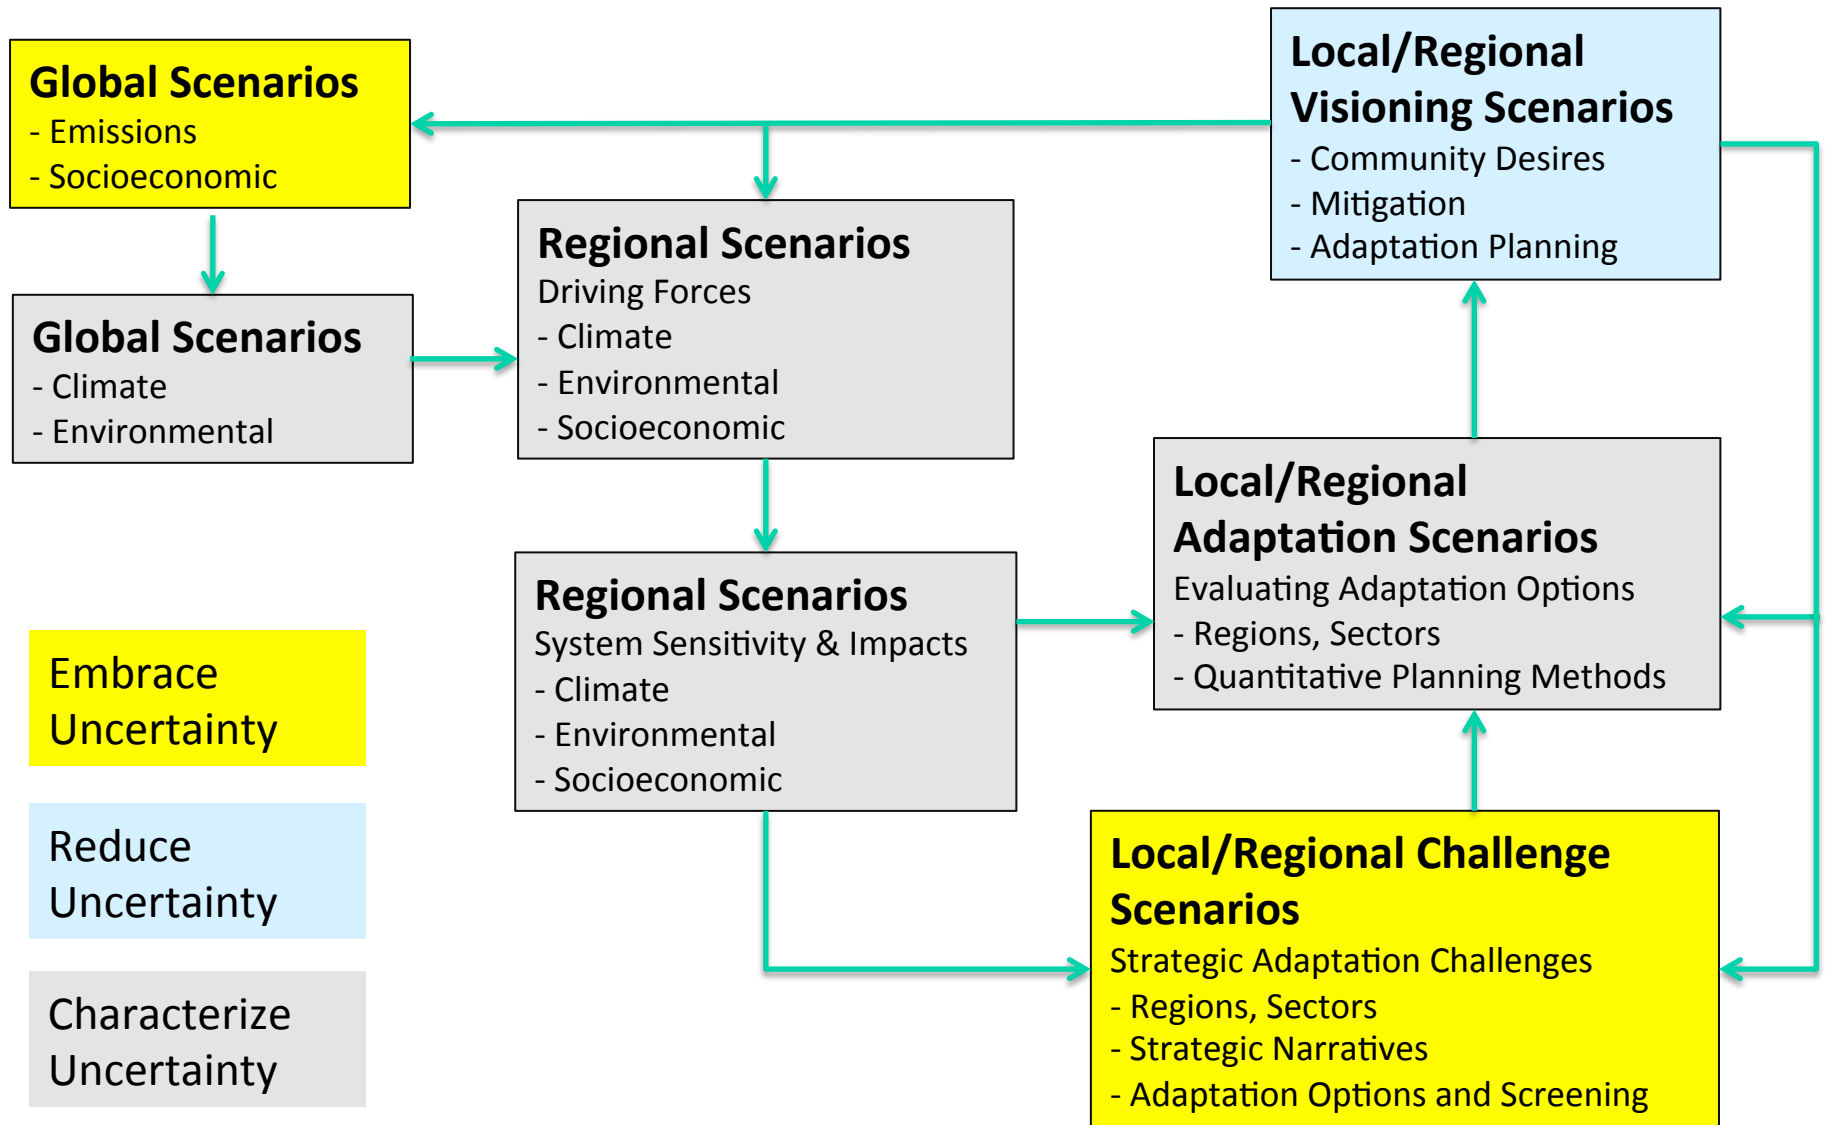 Global Scenarios
- Emissions
- Socioeconomic
Global Scenarios
- Climate
- Environmental
Regional Scenarios
Driving Forces
- Climate
- Environmental
- Socioeconomic
Regional Scenarios
System Sensitivity & Impacts
- Climate
- Environmental
- Socioeconomic
Local/Regional
Visioning Scenarios
- Community Desires
- Mitigation
- Adaptation Planning
Local/Regional
Adaptation Scenarios
Evaluating Adaptation Options
- Regions, Sectors
- Quantitative Planning Methods
Local/Regional Challenge
Scenarios
Strategic Adaptation Challenges
- Regions, Sectors
- Strategic Narratives
- Adaptation Options and Screening
Embrace
Uncertainty
Reduce
Uncertainty
Characterize
Uncertainty